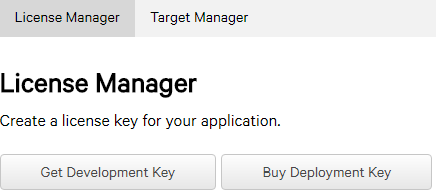 License Manager Target Manager
License Manager
Create a license key for your application.
Get Development Key Buy Deployment Key